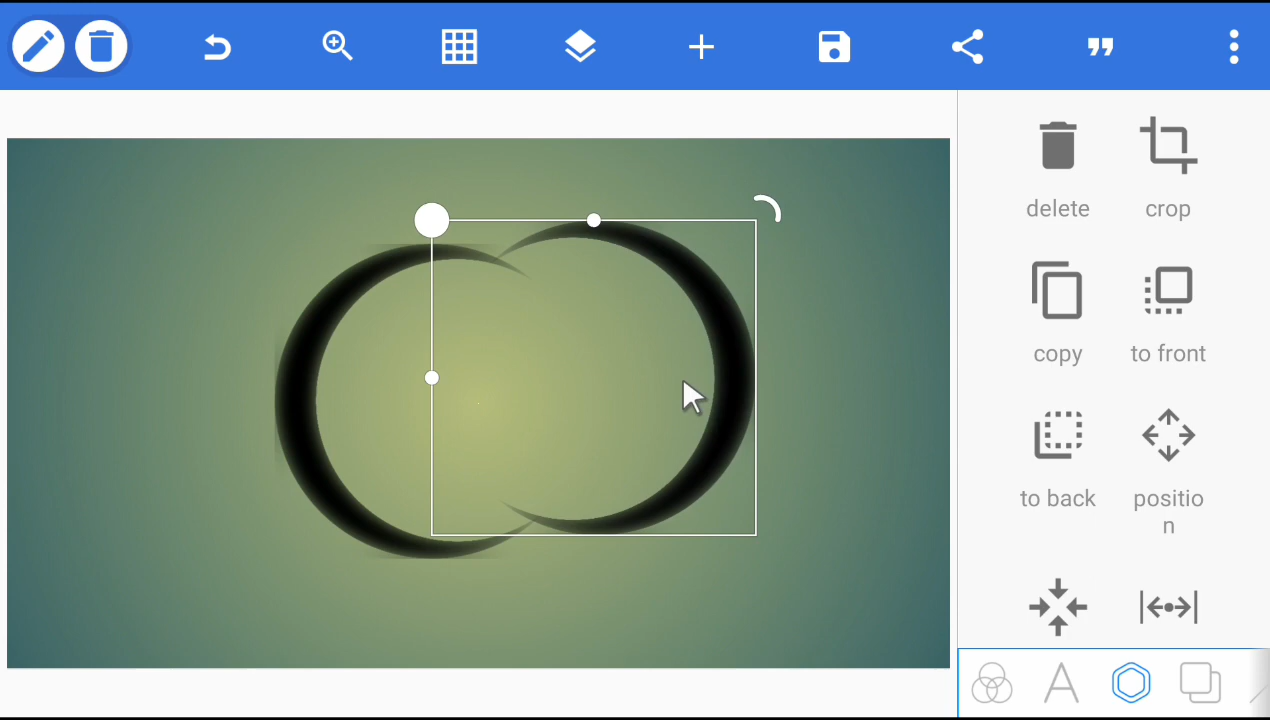 delete
crop
copy
to front
to back
positio
n